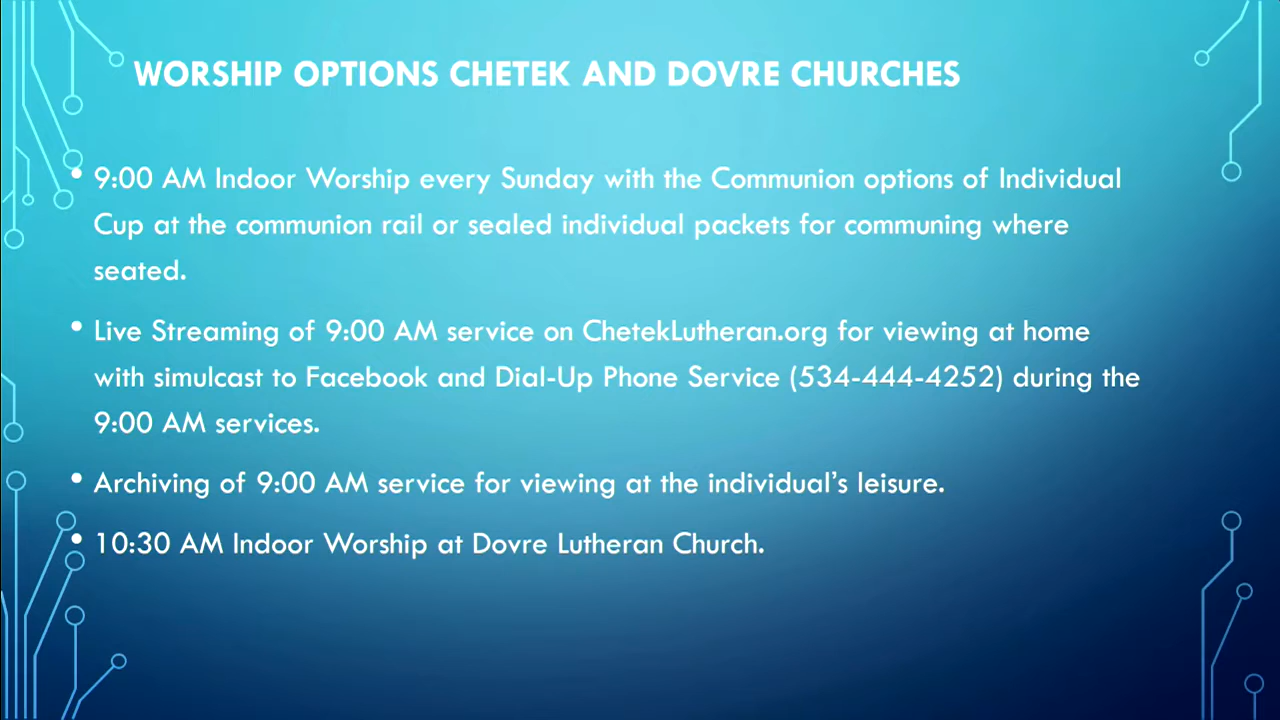 WORSHIP OPTIONS CHETEK AND DOVRE CHURCHES
• 9:00 AM Indoor Worship every Sunday with the Communion options of Individual
Cup at the communion rail or sealed individual packets for communing where
seated.
• Live Streaming of 9:00 AM service on ChetekLutheran.org for viewing at home
with simulcast to Facebook and Dial-Up Phone Service (534-444-4252) during the
9:00 AM services.
• Archiving of 9:00 AM service for viewing at the individual’s leisure.
• 10:30 AM Indoor Worship at Dovre Lutheran Church.